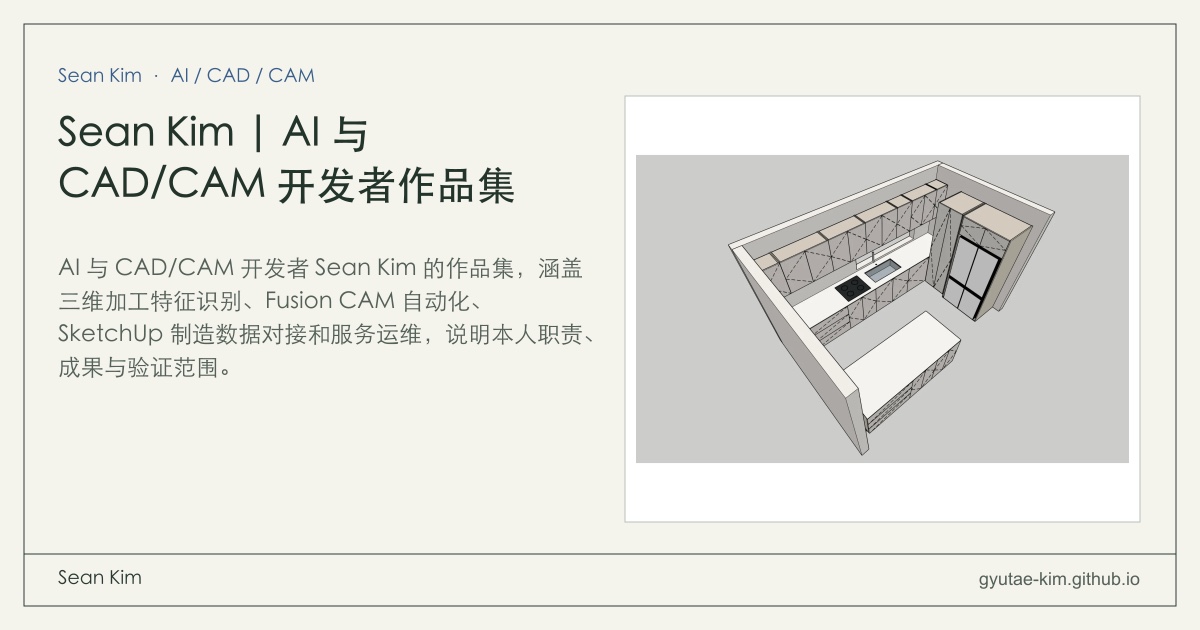 Sean Kim · AI / CAD / CAM
Sean Kim | AI 与
CAD/CAM 开发者作品集
AI 与 CAD/CAM 开发者 Sean Kim 的作品集，涵盖
三维加工特征识别、Fusion CAM 自动化、
SketchUp 制造数据对接和服务运维，说明本人职责、
成果与验证范围。
Sean Kim
gyutae-kim.github.io